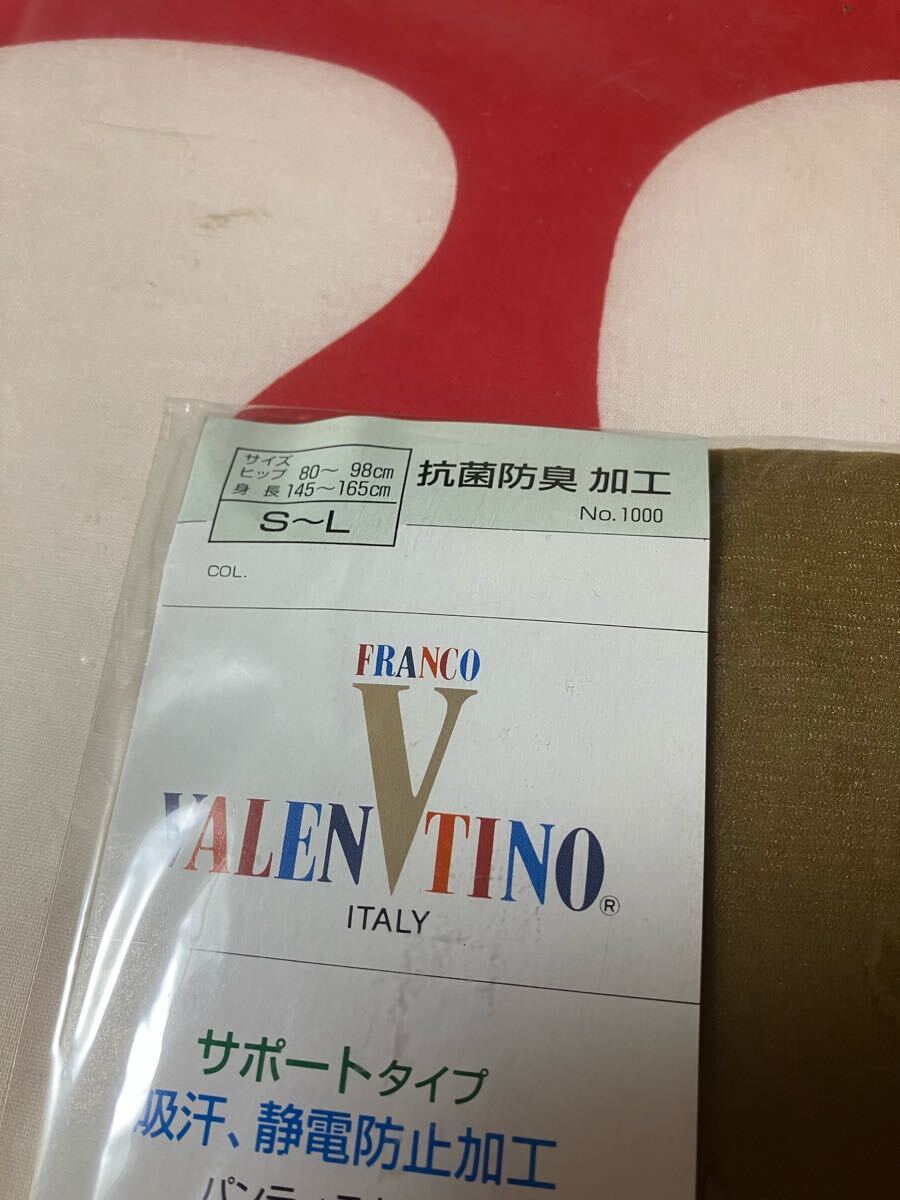 サイズ
ヒップ 80〜 98cm
身 長 145〜165cm
S〜L
抗菌防臭 加工
No.1000
COL.
FRANCO
V
VALENTINO®
ITALY
サポートタイプ
吸汗、静電防止加工